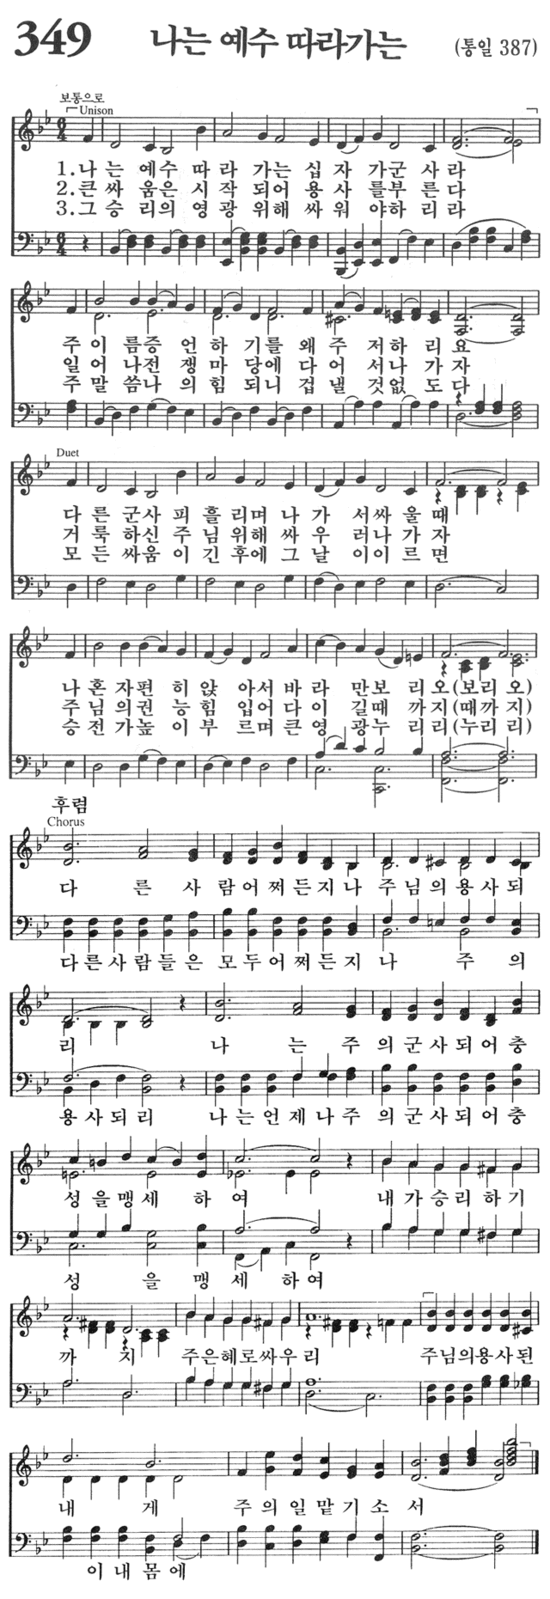 349 나는 예수 따라가는 (통일 387)
보통으로
Unison
1.나 는 예수 따 라 가는 십 자 가군 사 라
2.큰 싸 움은 시 작 되어 용 사 를부 른 다
3.그 승 리의 영 광 위해 싸 워 야하 리 라
주 이 름증 언 하 기를 왜 주 저하 리 요
일 어 나전 쟁 마 당에 다 어 서나 가 자
주 말 씀나 의 힘 되니 겁 낼 것없 도 다
Duet
다 른 군사 피 흘 리며 나 가 서싸 울 때
거 룩 하신 주 님 위해 싸 우 러나 가 자
모 든 싸움 이 긴 후에 그 날 이이 르 면
나 혼 자편 히 앉 아서 바 라 만보 리 오(보리 오)
주 님 의권 능 힘 입어 다 이 길때 까 지(때까 지)
승 전 가높 이 부 르며 큰 영 광누 리 리(누리 리)
후렴
Chorus
다 른 사 람 어 쩌 든 지 나 주 님 의 용 사 되
다 른 사 람 들 은 모 두 어 쩌 든 지 나 주 의
리 나 는 주 의 군 사 되 어 충
용 사 되 리 나 는 언 제 나 주 의 군 사 되 어 충
성 을 맹 세 하 여 내 가 승 리 하 기
성 을 맹 세 하 여
까 지 주 은 혜 로 싸 우 리 주 님 의 용 사 된
내 게 주 의 일 맡 기 소 서
이 내 몸 에